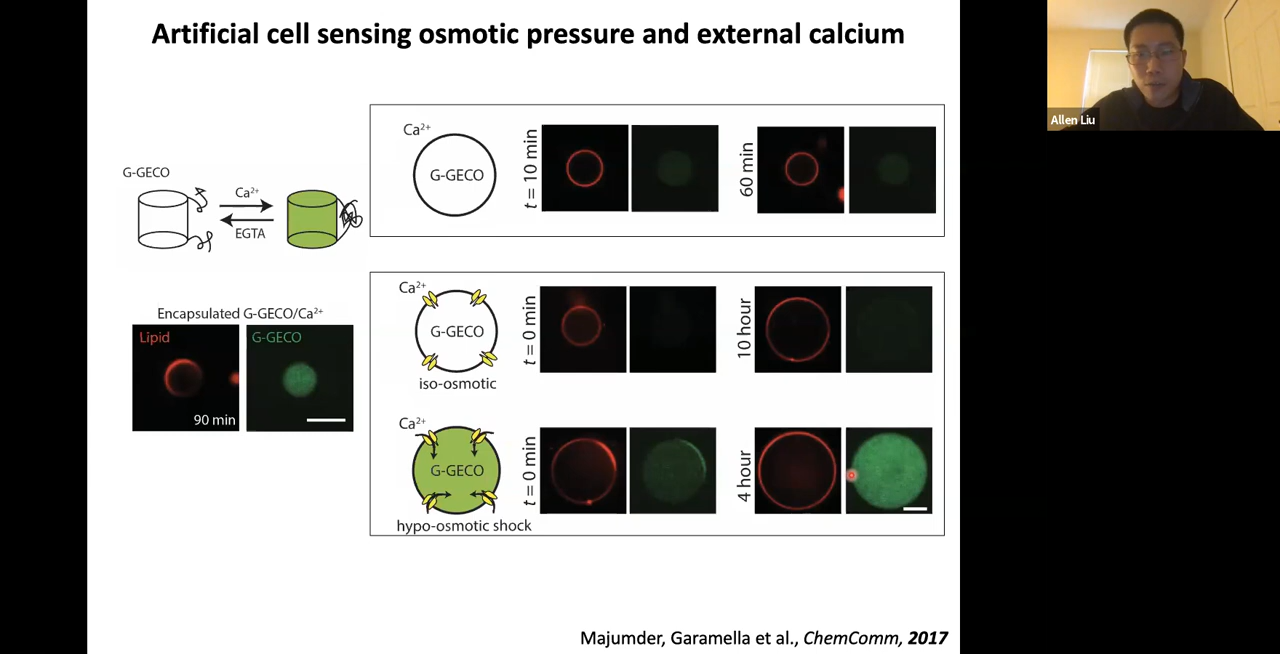 Artificial cell sensing osmotic pressure and external calcium
Allen Liu
G-GECO
Ca²⁺
EGTA
Encapsulated G-GECO/Ca²⁺
Lipid
G-GECO
90 min
Ca²⁺
G-GECO
t = 10 min
60 min
Ca²⁺
G-GECO
iso-osmotic
t = 0 min
10 hour
Ca²⁺
G-GECO
hypo-osmotic shock
t = 0 min
4 hour
Majumder, Garamella et al., ChemComm, 2017